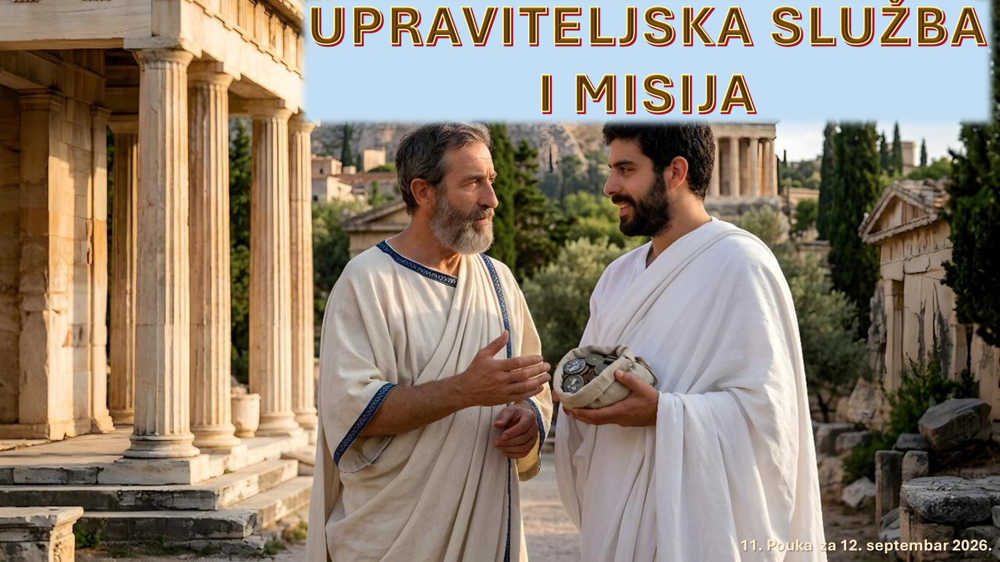 UPRAVITELJSKA SLUŽBA
I MISIJA
11. Pouka za 12. septembar 2026.